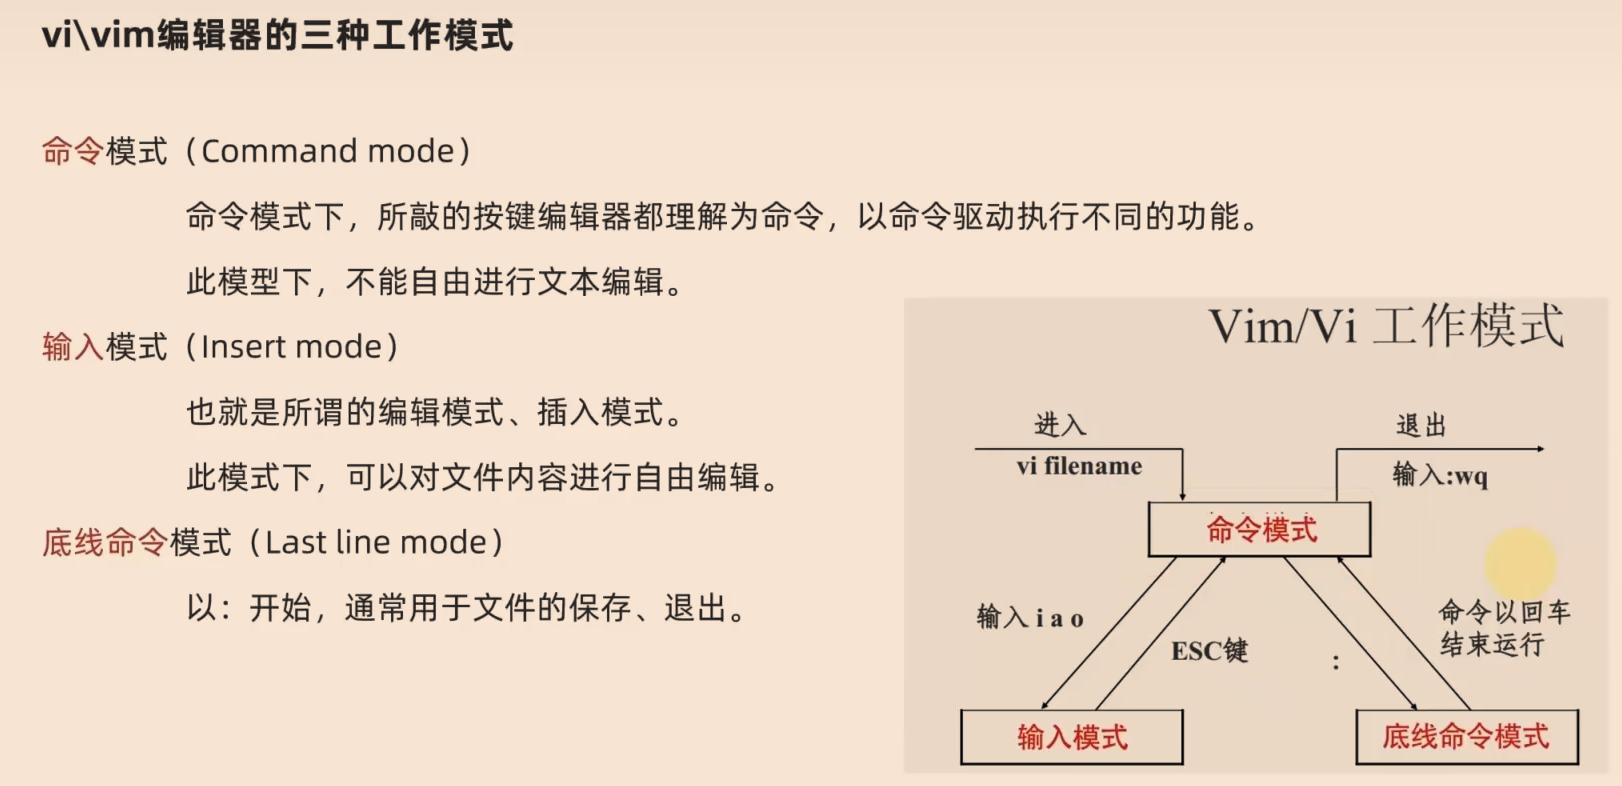 vi\vim编辑器的三种工作模式
命令模式（Command mode）
命令模式下，所敲的按键编辑器都理解为命令，以命令驱动执行不同的功能。
此模型下，不能自由进行文本编辑。
输入模式（Insert mode）
也就是所谓的编辑模式、插入模式。
此模式下，可以对文件内容进行自由编辑。
底线命令模式（Last line mode）
以：开始，通常用于文件的保存、退出。
Vim/Vi 工作模式
进入
vi filename
退出
输入:wq
命令模式
输入 i a o
ESC键
:
命令以回车
结束运行
输入模式
底线命令模式